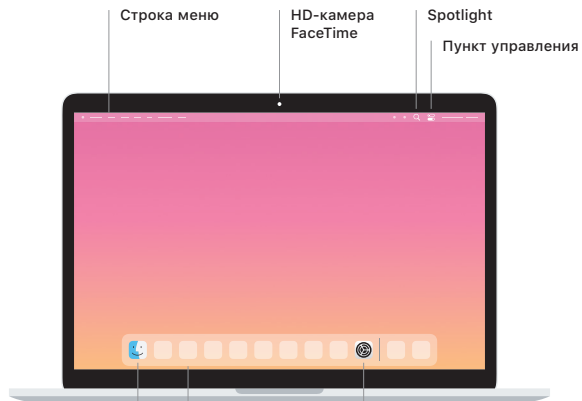 Строка меню
HD-камера
FaceTime
Spotlight
Пункт управления